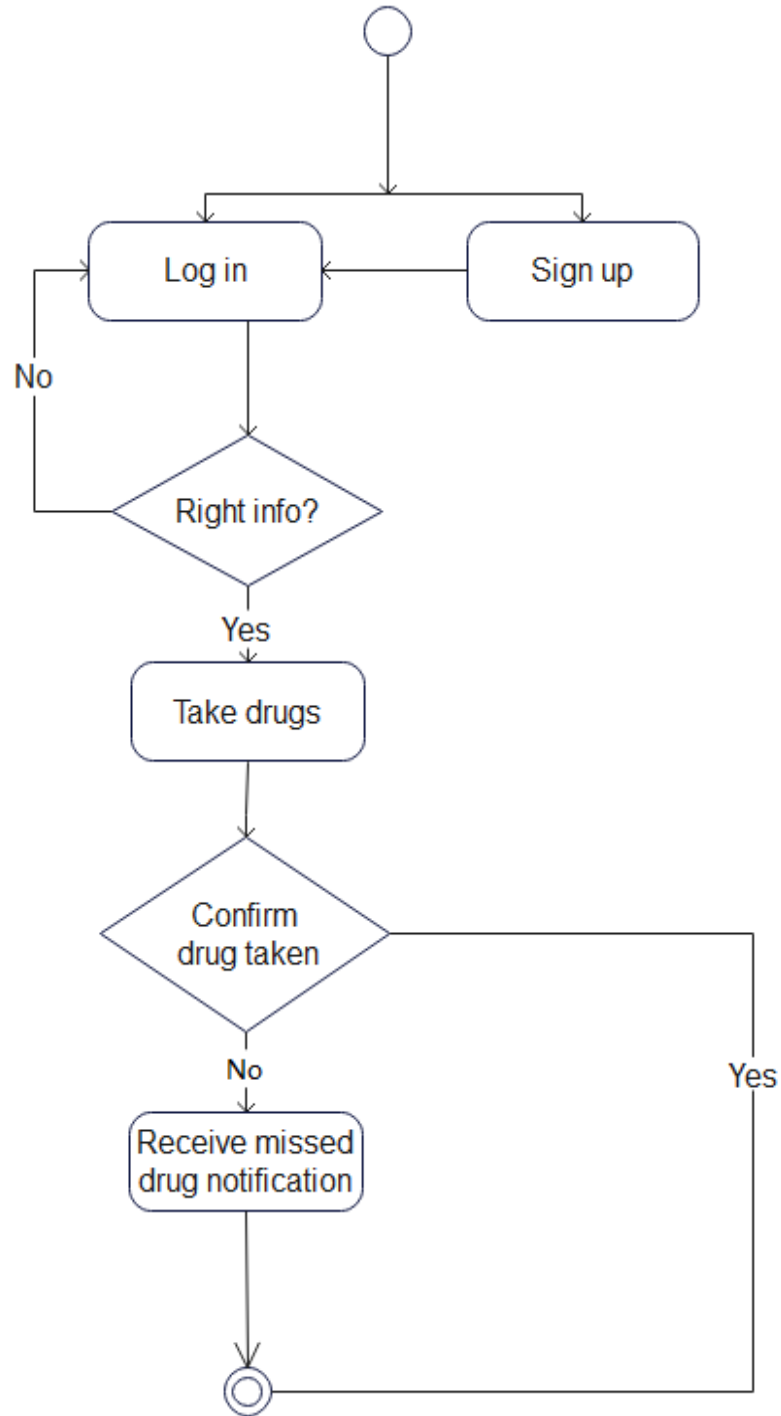 Log in
Sign up
No
Right info?
Yes
Take drugs
Confirm
drug taken
No
Yes
Receive missed
drug notification